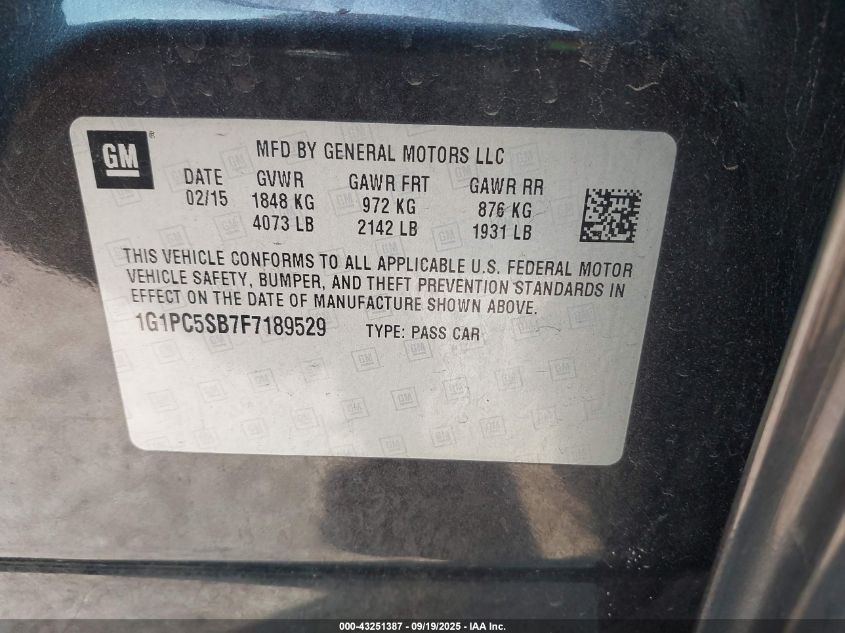 GM
MFD BY GENERAL MOTORS LLC
DATE GVWR GAWR FRT GAWR RR
02/15 1848 KG 972 KG 876 KG
4073 LB 2142 LB 1931 LB
THIS VEHICLE CONFORMS TO ALL APPLICABLE U.S. FEDERAL MOTOR
VEHICLE SAFETY, BUMPER, AND THEFT PREVENTION STANDARDS IN
EFFECT ON THE DATE OF MANUFACTURE SHOWN ABOVE.
1G1PC5SB7F7189529 TYPE: PASS CAR
000-43251387 - 09/19/2025 - IAA Inc.